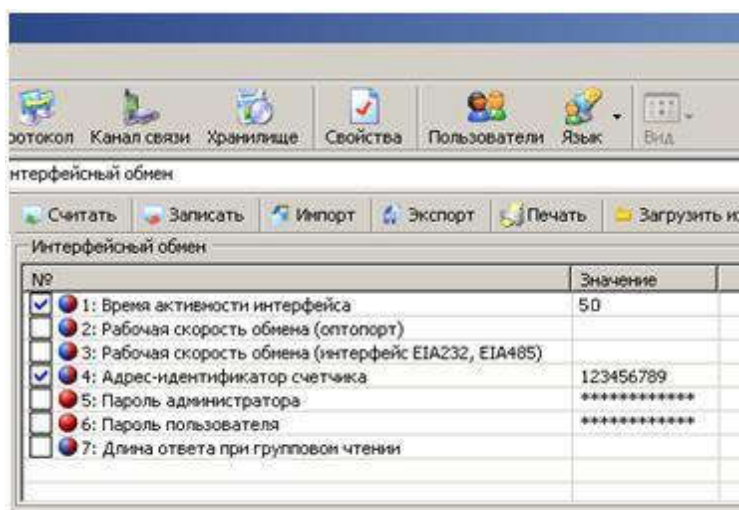 ротокол Канал связи Хранилище Свойства Пользователи Язык Вид
нтерфейсный обмен
Считать Записать Импорт Экспорт Печать Загрузить из
Интерфейсный обмен
№ Значение
1: Время активности интерфейса 50
2: Рабочая скорость обмена (оптопорт)
3: Рабочая скорость обмена (интерфейс EIA232, EIA485)
4: Адрес-идентификатор счетчика 123456789
5: Пароль администратора ************
6: Пароль пользователя ************
7: Длина ответа при групповом чтении